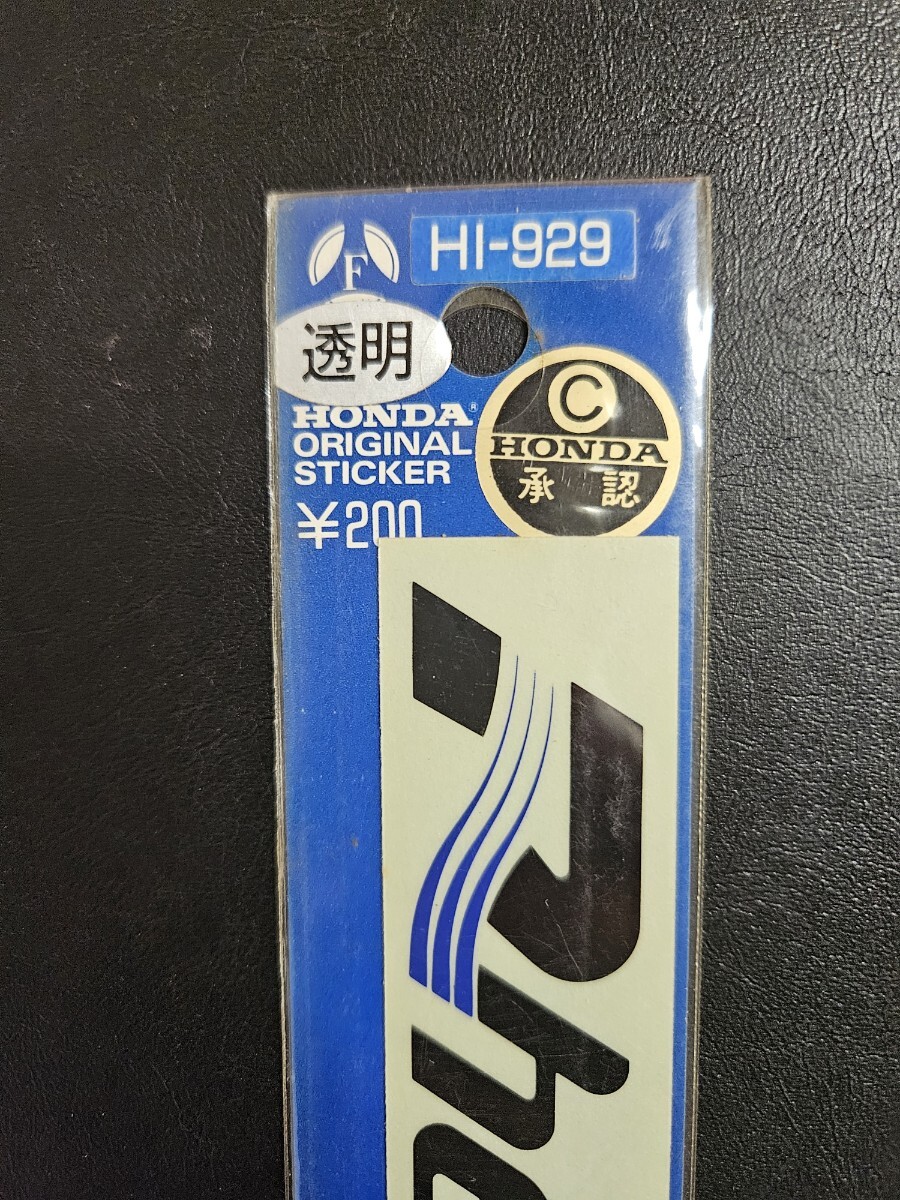 F
HI-929
透明
HONDA®
ORIGINAL
STICKER
¥200
©
HONDA
承認